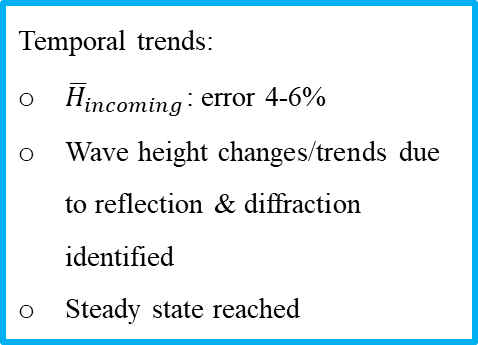 Temporal trends:
o H̅incoming: error 4-6%
o Wave height changes/trends due
to reflection & diffraction
identified
o Steady state reached